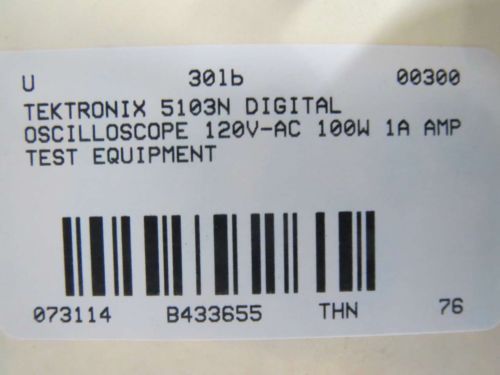 U 301b 00300
TEKTRONIX 5103N DIGITAL
OSCILLOSCOPE 120V-AC 100W 1A AMP
TEST EQUIPMENT
073114 B433655 THN 76